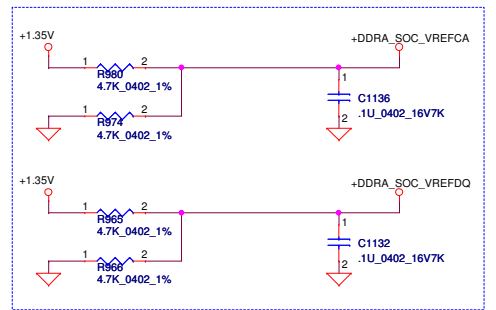 +1.35V
+DDRA_SOC_VREFCA
1 2
R980
4.7K_0402_1%
1 2
R974
4.7K_0402_1%
1
C1136
.1U_0402_16V7K
2
+1.35V
+DDRA_SOC_VREFDQ
1 2
R965
4.7K_0402_1%
1 2
R966
4.7K_0402_1%
1
C1132
.1U_0402_16V7K
2